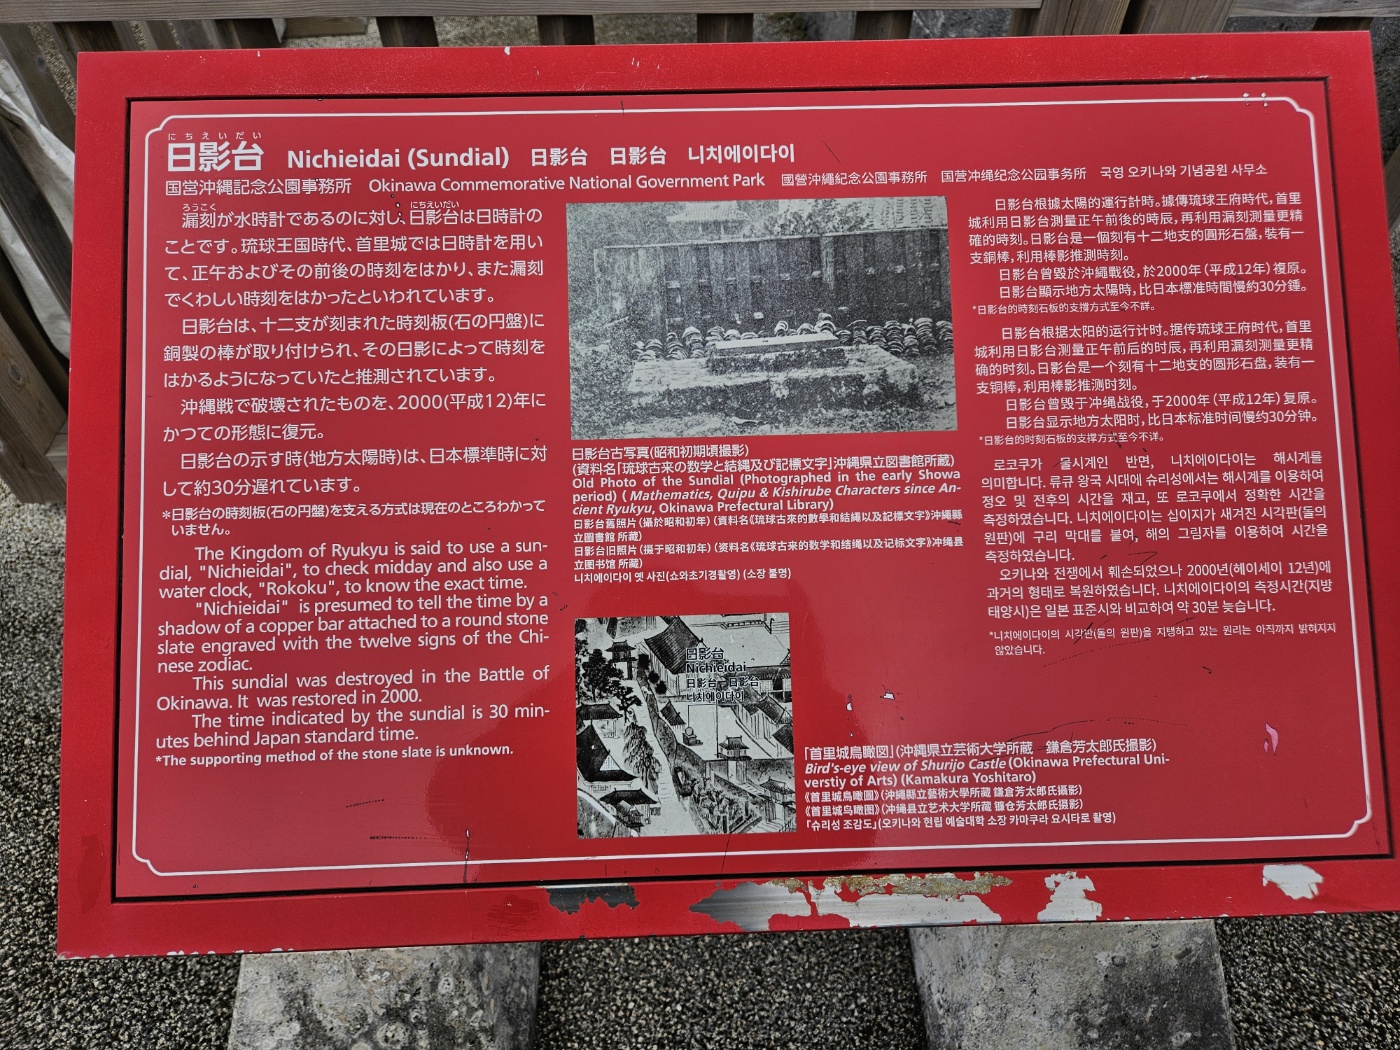 にちえいだい
日影台 Nichieidai (Sundial) 日影台 日影台 니치에이다이
国営沖縄記念公園事務所 Okinawa Commemorative National Government Park 國營沖繩紀念公園事務所 国营冲绳纪念公园事务所 국영 오키나와 기념공원 사무소
ろうこく にちえいだい
漏刻が水時計であるのに対し、日影台は日時計の
ことです。琉球王国時代、首里城では日時計を用い
て、正午およびその前後の時刻をはかり、また漏刻
でくわしい時刻をはかったといわれています。
日影台は、十二支が刻まれた時刻板(石の円盤)に
銅製の棒が取り付けられ、その日影によって時刻を
はかるようになっていたと推測されています。
沖縄戦で破壊されたものを、2000(平成12)年に
かつての形態に復元。
日影台の示す時(地方太陽時)は、日本標準時に対
して約30分遅れています。
*日影台の時刻板(石の円盤)を支える方式は現在のところわかって
いません。
The Kingdom of Ryukyu is said to use a sun-
dial, "Nichieidai", to check midday and also use a
water clock, "Rokoku", to know the exact time.
"Nichieidai" is presumed to tell the time by a
shadow of a copper bar attached to a round stone
slate engraved with the twelve signs of the Chi-
nese zodiac.
This sundial was destroyed in the Battle of
Okinawa. It was restored in 2000.
The time indicated by the sundial is 30 min-
utes behind Japan standard time.
*The supporting method of the stone slate is unknown.
日影台古写真(昭和初期頃撮影)
(資料名「琉球古来の数学と結縄及び記標文字」沖縄県立図書館所蔵)
Old Photo of the Sundial (Photographed in the early Showa
period) ( Mathematics, Quipu & Kishirube Characters since An-
cient Ryukyu, Okinawa Prefectural Library)
日影台舊照片(攝於昭和初年)(資料名《琉球古來的數學和結繩以及記標文字》沖繩縣
立圖書館 所藏)
日影台旧照片(摄于昭和初年)(资料名《琉球古来的数学和结绳以及记标文字》冲绳县
立图书馆 所藏)
니치에이다이 옛 사진(쇼와초기경촬영) (소장 불명)
日影台
Nichieidai
日影台 日影台
니치에이다이
「首里城鳥瞰図」(沖縄県立芸術大学所蔵 鎌倉芳太郎氏撮影)
Bird's-eye view of Shurijo Castle (Okinawa Prefectural Uni-
verstiy of Arts) (Kamakura Yoshitaro)
《首里城鳥瞰圖》(沖繩縣立藝術大學所藏 鎌倉芳太郎氏攝影)
《首里城鸟瞰图》(冲绳县立艺术大学所藏 镰仓芳太郎氏摄影)
「슈리성 조감도」(오키나와 현립 예술대학 소장 카마쿠라 요시타로 촬영)
日影台根據太陽的運行計時。據傳琉球王府時代，首里
城利用日影台測量正午前後的時辰，再利用漏刻測量更精
確的時刻。日影台是一個刻有十二地支的圓形石盤，裝有一
支銅棒，利用棒影推測時刻。
日影台曾毀於沖繩戰役，於2000年(平成12年)複原。
日影台顯示地方太陽時，比日本標准時間慢約30分鍾。
*日影台的時刻石板的支撐方式至今不詳。
日影台根据太阳的运行计时。据传琉球王府时代，首里
城利用日影台测量正午前后的时辰，再利用漏刻测量更精
确的时刻。日影台是一个刻有十二地支的圆形石盘，装有一
支铜棒，利用棒影推测时刻。
日影台曾毁于冲绳战役，于2000年(平成12年)复原。
日影台显示地方太阳时，比日本标准时间慢约30分钟。
*日影台的时刻石板的支撑方式至今不详。
로코쿠가 물시계인 반면, 니치에이다이는 해시계를
의미합니다. 류큐 왕국 시대에 슈리성에서는 해시계를 이용하여
정오 및 전후의 시간을 재고, 또 로코쿠에서 정확한 시간을
측정하였습니다. 니치에이다이는 십이지가 새겨진 시각판(돌의
원판)에 구리 막대를 붙여, 해의 그림자를 이용하여 시간을
측정하였습니다.
오키나와 전쟁에서 훼손되었으나 2000년(헤이세이 12년)에
과거의 형태로 복원하였습니다. 니치에이다이의 측정시간(지방
태양시)은 일본 표준시와 비교하여 약 30분 늦습니다.
*니치에이다이의 시각판(돌의 원판)을 지탱하고 있는 원리는 아직까지 밝혀지지
않았습니다.